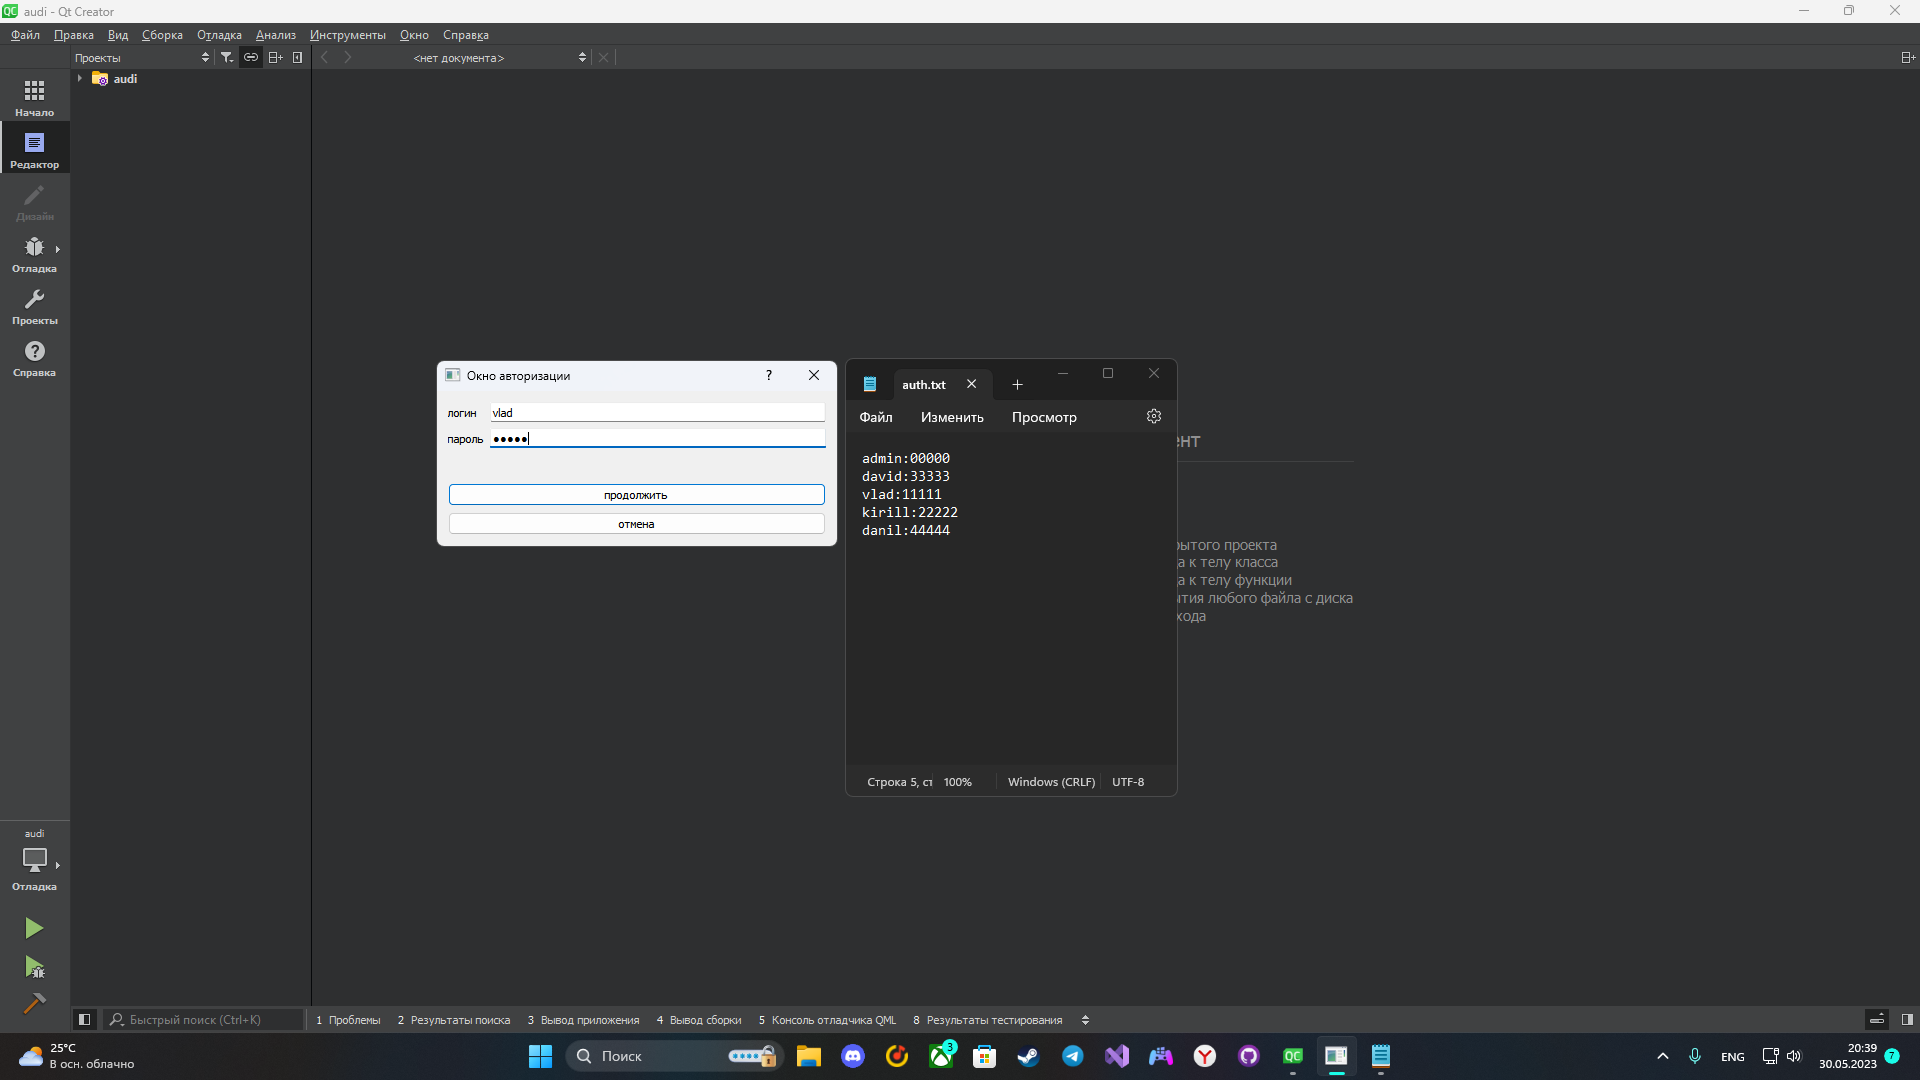 audi - Qt Creator
Файл Правка Вид Сборка Отладка Анализ Инструменты Окно Справка
Проекты
<нет документа>
audi
Начало
Редактор
Дизайн
Отладка
Проекты
Справка
Окно авторизации
?
логин vlad
пароль •••••
продолжить
отмена
auth.txt
Файл Изменить Просмотр
admin:00000
david:33333
vlad:11111
kirill:22222
danil:44444
Строка 5, ст 100% Windows (CRLF) UTF-8
ент
рытого проекта
а к телу класса
а к телу функции
ытия любого файла с диска
хода
audi
Отладка
Быстрый поиск (Ctrl+K)
1 Проблемы 2 Результаты поиска 3 Вывод приложения 4 Вывод сборки 5 Консоль отладчика QML 8 Результаты тестирования
25°C
В осн. облачно
Поиск
3
QC
ENG
20:39
30.05.2023
7